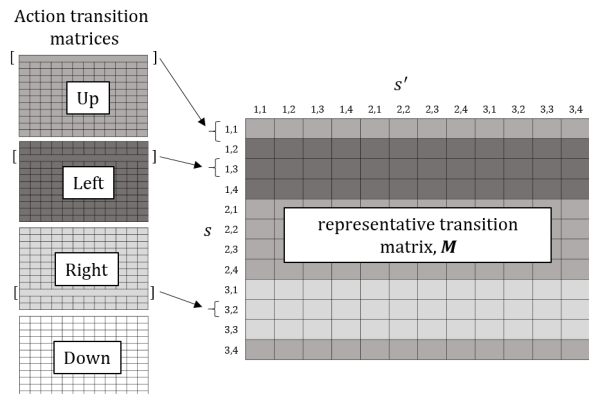 Action transition
matrices
[ ]
Up
[ ]
Left
Right
[ ]
Down
s′
1,1 1,2 1,3 1,4 2,1 2,2 2,3 2,4 3,1 3,2 3,3 3,4
1,1
1,2
1,3
1,4
2,1
2,2
s
2,3
2,4
3,1
3,2
3,3
3,4
representative transition
matrix, M